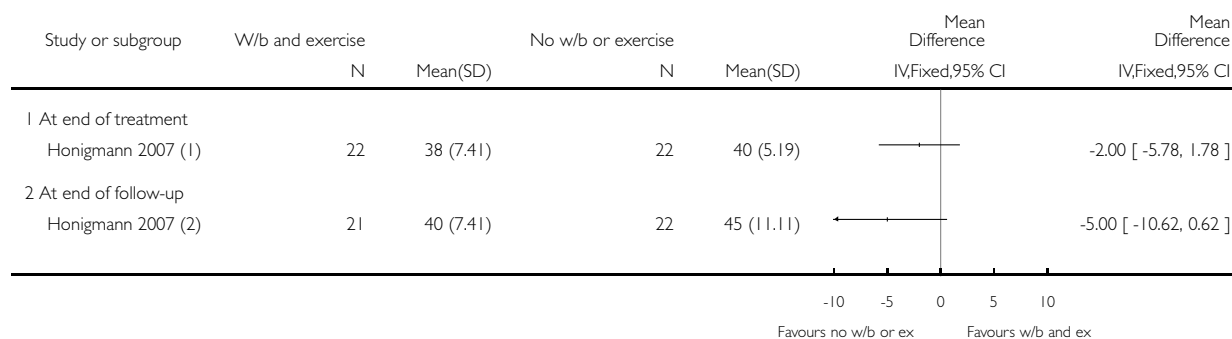 Study or subgroup W/b and exercise No w/b or exercise Mean Difference Mean Difference
N Mean(SD) N Mean(SD) IV,Fixed,95% CI IV,Fixed,95% CI
1 At end of treatment
Honigmann 2007 (1) 22 38 (7.41) 22 40 (5.19) -2.00 [ -5.78, 1.78 ]
2 At end of follow-up
Honigmann 2007 (2) 21 40 (7.41) 22 45 (11.11) -5.00 [ -10.62, 0.62 ]
-10 -5 0 5 10
Favours no w/b or ex Favours w/b and ex